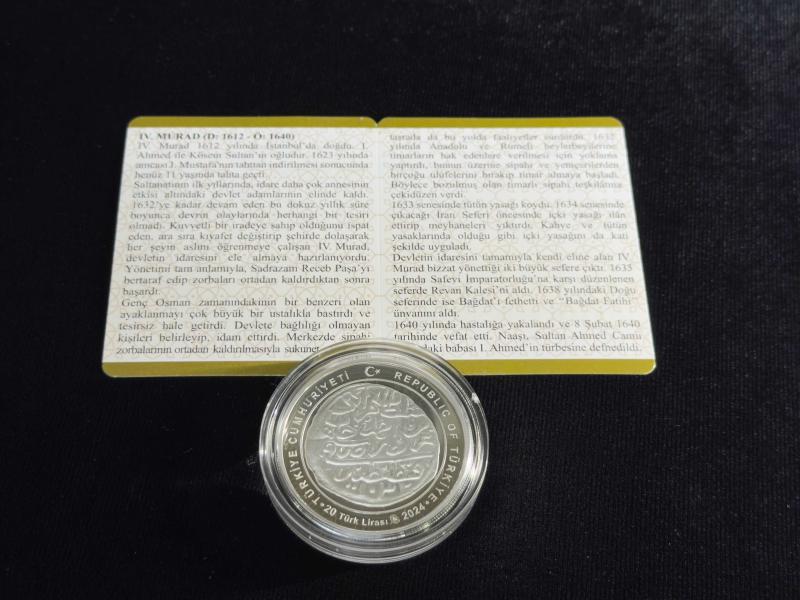 IV. MURAD (D: 1612 - Ö: 1640)
IV. Murad 1612 yılında İstanbul'da doğdu. I.
Ahmed ile Kösem Sultan'ın oğludur. 1623 yılında
amcası I. Mustafa'nın tahttan indirilmesi sonucunda
henüz 11 yaşında tahta geçti.
Saltanatının ilk yıllarında, idare daha çok annesinin
etkisi altındaki devlet adamlarının elinde kaldı.
1632'ye kadar devam eden bu dokuz yıllık süre
boyunca devrin olaylarında herhangi bir tesiri
olmadı. Kuvvetli bir iradeye sahip olduğunu ispat
eden, ara sıra kıyafet değiştirip şehirde dolaşarak
her şeyin aslını öğrenmeye çalışan IV. Murad,
devletin idaresini ele almaya hazırlanıyordu.
Yönetimi tam anlamıyla, Sadrazam Receb Paşa'yı
bertaraf edip zorbaları ortadan kaldırdıktan sonra
başardı.
Genç Osman zamanındakinin bir benzeri olan
ayaklanmayı çok büyük bir ustalıkla bastırdı ve
tesirsiz hale getirdi. Devlete bağlılığı olmayan
kişileri belirleyip, idam ettirdi. Merkezde sipahi
zorbalarının ortadan kaldırılmasıyla sukunet
taşrada da bu yolda faaliyetler sürdürdü. 1632
yılında Anadolu ve Rumeli beylerbeyilerine,
timarların hak edenlere verilmesi için yoklama
yaptırdı, bunun üzerine sipahi ve yeniçerilerden
birçoğu ulûfelerini bırakıp timar almaya başladı.
Böylece bozulmuş olan timarlı sipahi teşkilatına
çekidüzen verdi.
1633 senesinde tütün yasağı koydu. 1634 senesinde
çıkacağı İran Seferi öncesinde içki yasağı ilân
ettirip meyhaneleri yıktırdı. Kahve ve tütün
yasaklarında olduğu gibi içki yasağını da kati
şekilde uyguladı.
Devletin idaresini tamamıyla kendi eline alan IV.
Murad bizzat yönettiği iki büyük sefere çıktı. 1635
yılında Safevi İmparatorluğu'na karşı düzenlenen
seferde Revan Kalesi'ni aldı. 1638 yılındaki Doğu
seferinde ise Bağdat'ı fethetti ve "Bağdat Fatihi"
ünvanını aldı.
1640 yılında hastalığa yakalandı ve 8 Şubat 1640
tarihinde vefat etti. Naaşı, Sultan Ahmed Camii
babası I. Ahmed'in türbesine defnedildi.
TÜRKİYE CUMHURİYETİ REPUBLIC OF TÜRKİYE
20 Türk Lirası 2024